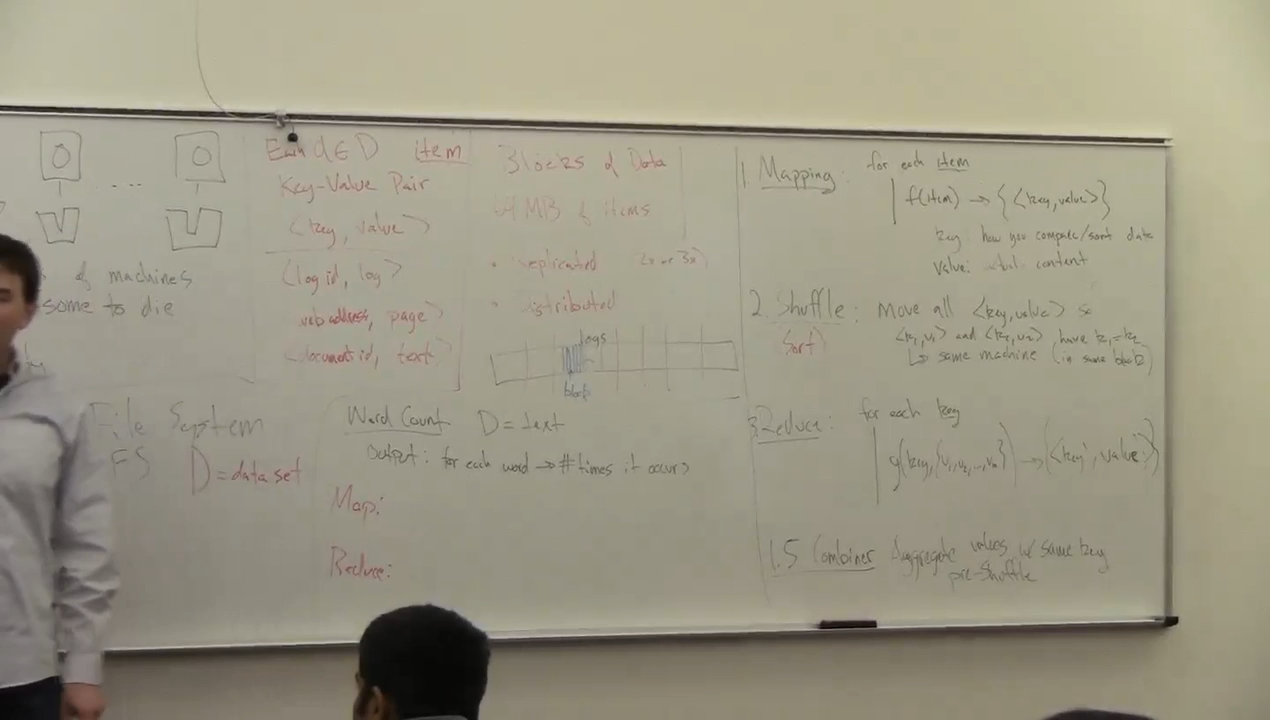 of machines
some to die
File System
FS
D = data set
Each d ∈ D item
Key-Value Pair
<key, value>
<log id, log>
web address, page>
<document id, text>
Blocks of Data
MB of items
• replicated (2x or 3x)
• Distributed
logs
block
Word Count D = text
Output: for each word → # times it occurs
Map:
Reduce:
1. Mapping: for each item
f(item) → {<key, value>}
key how you compare/sort data
value: actual content
2. Shuffle: Move all <key, value> so
(Sort) <k1, v1> and <k2, v2> have k1 = k2
↳ same machine (in same block)
3. Reduce: for each key
g(key, {v1, v2, ..., vn}) → {<key', value'>}
1.5 Combiner Aggregate values w/ same key
pre-shuffle